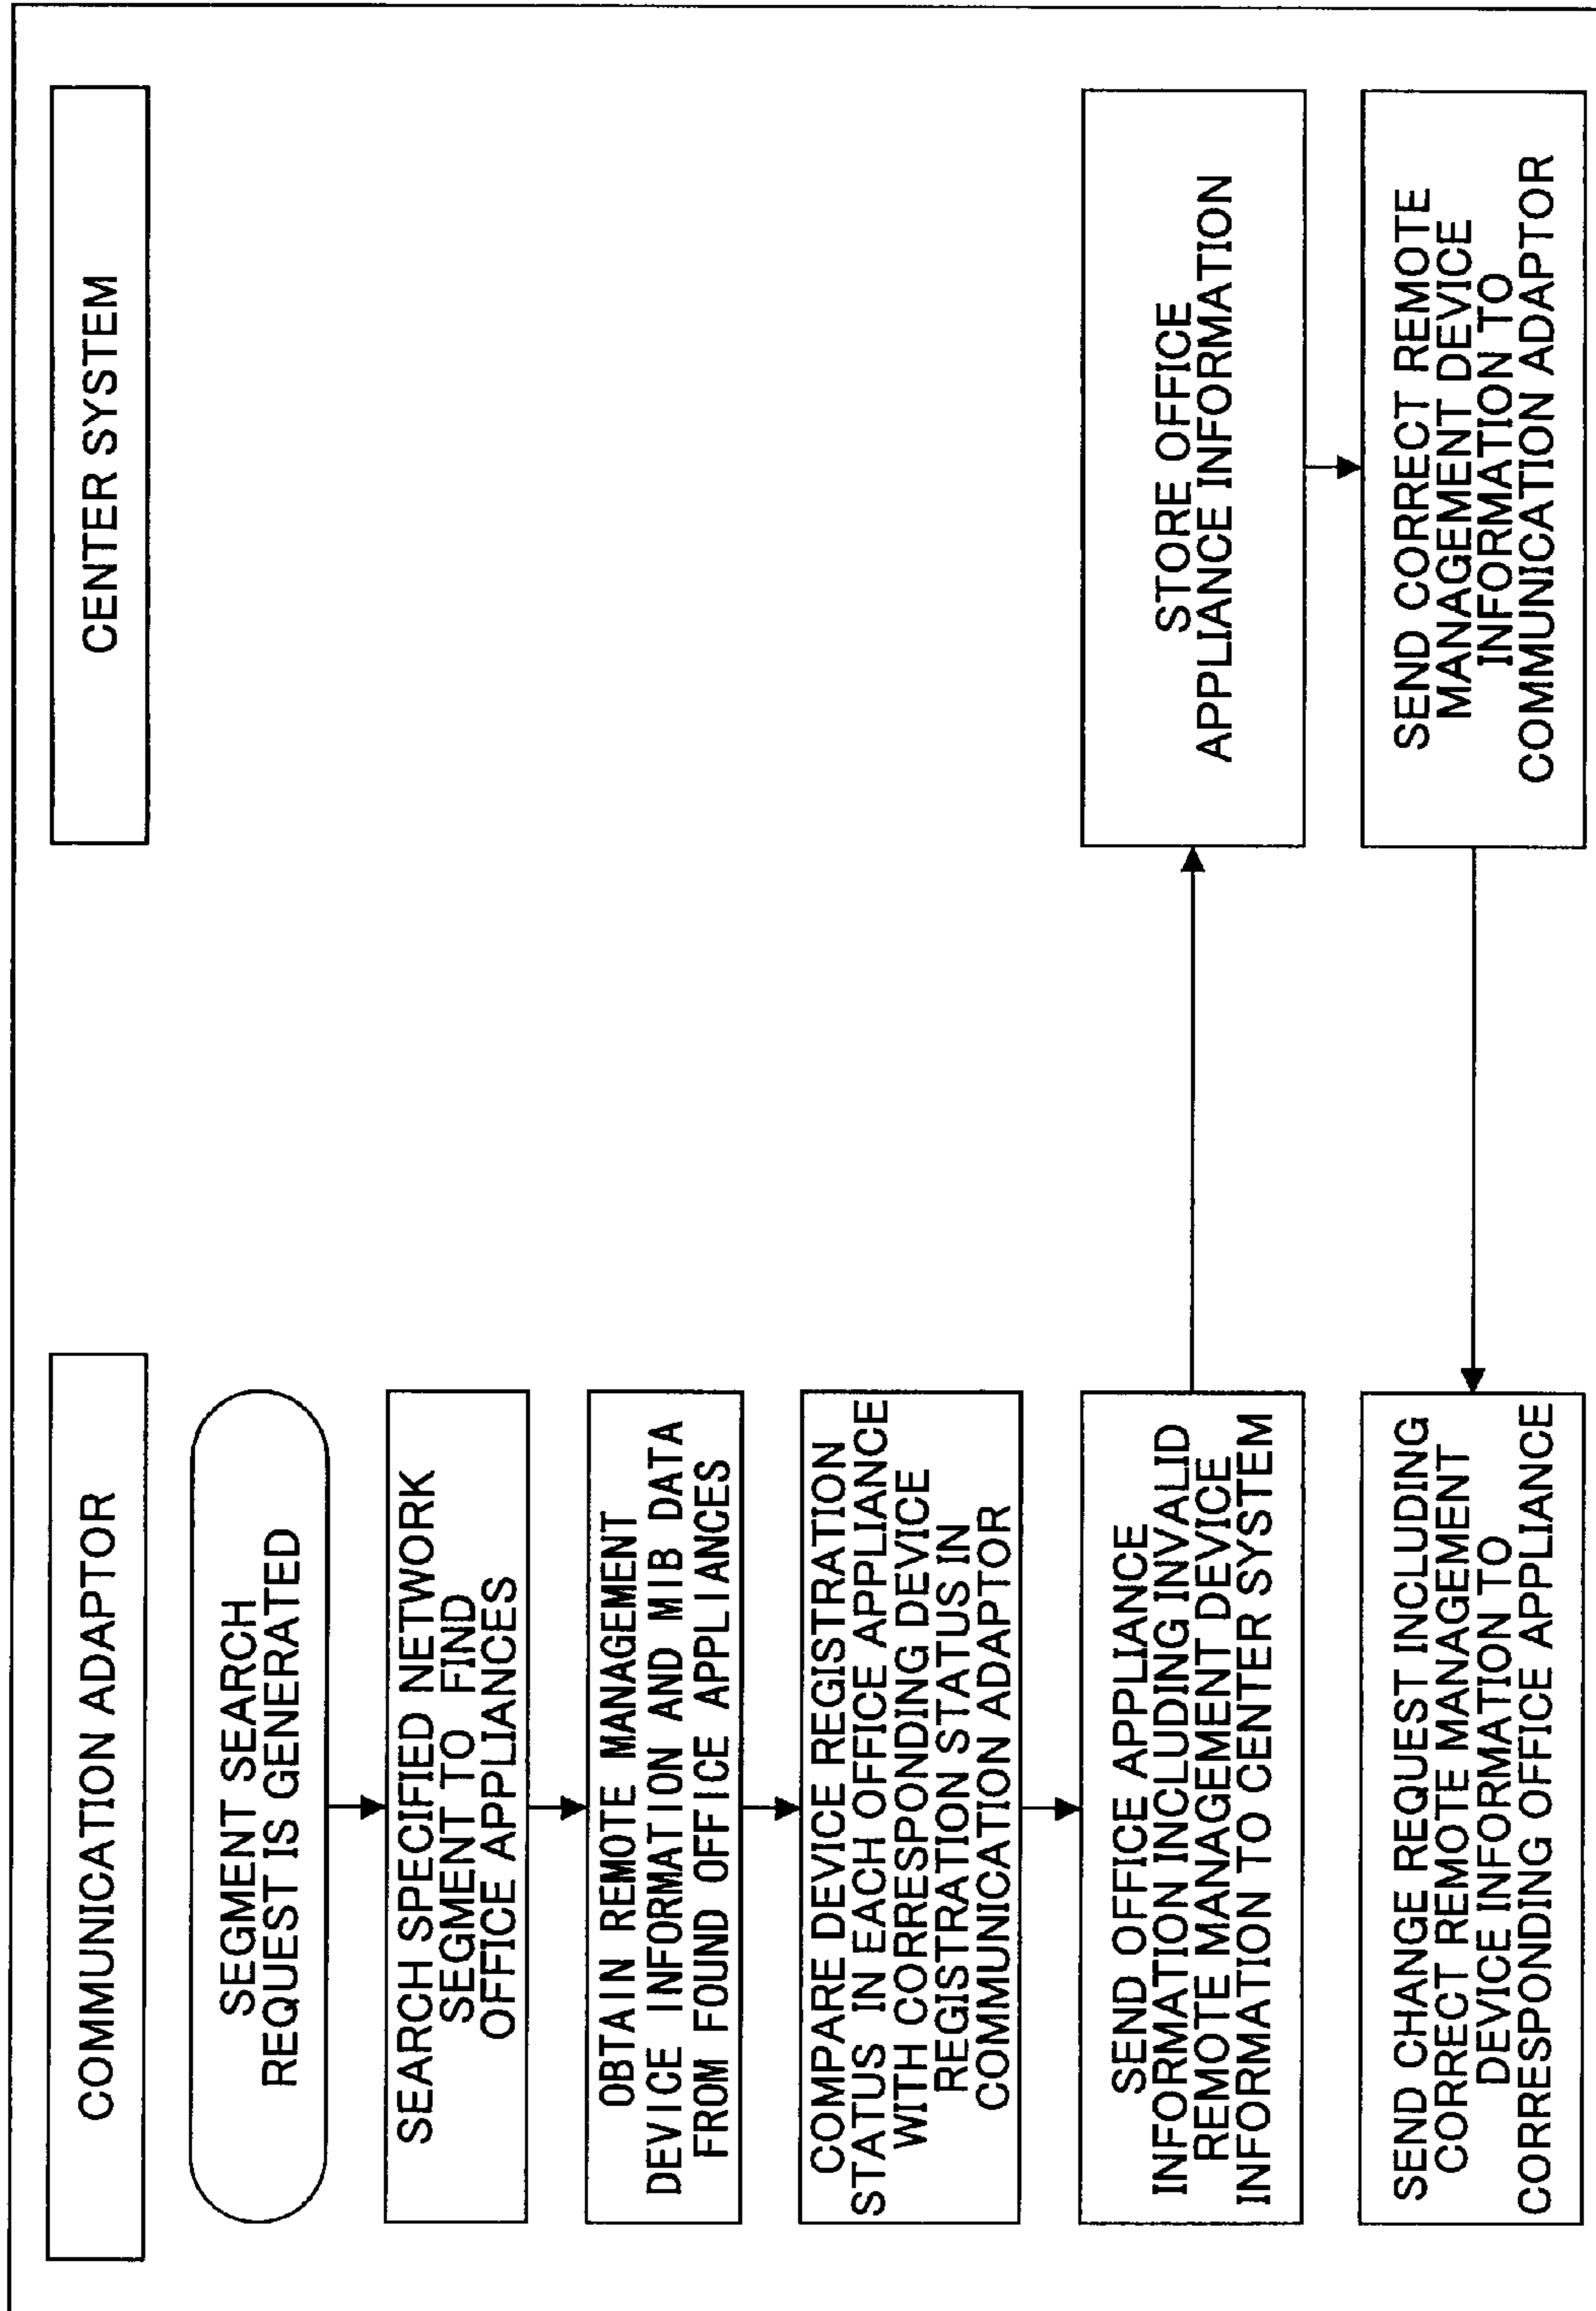 COMMUNICATION ADAPTOR
CENTER SYSTEM
SEGMENT SEARCH
REQUEST IS GENERATED
SEARCH SPECIFIED NETWORK
SEGMENT TO FIND
OFFICE APPLIANCES
OBTAIN REMOTE MANAGEMENT
DEVICE INFORMATION AND MIB DATA
FROM FOUND OFFICE APPLIANCES
COMPARE DEVICE REGISTRATION
STATUS IN EACH OFFICE APPLIANCE
WITH CORRESPONDING DEVICE
REGISTRATION STATUS IN
COMMUNICATION ADAPTOR
SEND OFFICE APPLIANCE
INFORMATION INCLUDING INVALID
REMOTE MANAGEMENT DEVICE
INFORMATION TO CENTER SYSTEM
STORE OFFICE
APPLIANCE INFORMATION
SEND CORRECT REMOTE
MANAGEMENT DEVICE
INFORMATION TO
COMMUNICATION ADAPTOR
SEND CHANGE REQUEST INCLUDING
CORRECT REMOTE MANAGEMENT
DEVICE INFORMATION TO
CORRESPONDING OFFICE APPLIANCE